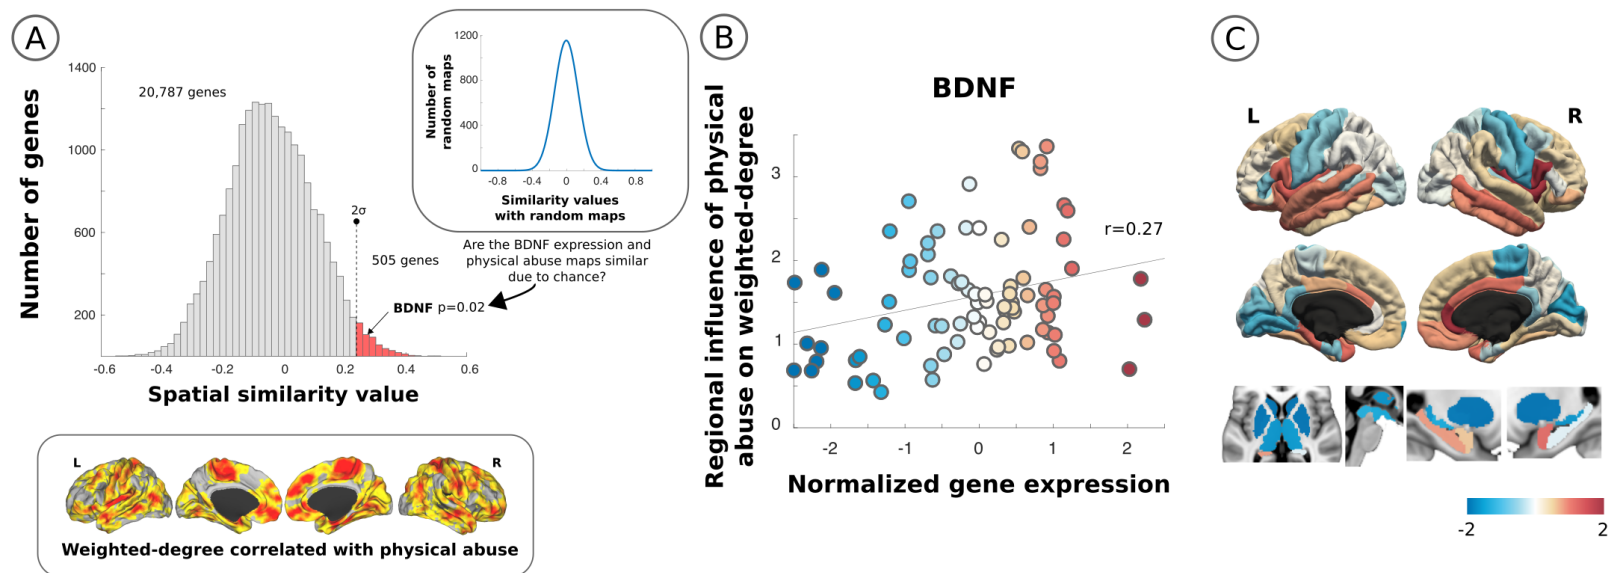 A
1400
1000
600
200
Number of genes
20,787 genes
2σ
505 genes
BDNF p=0.02
-0.6
-0.2
0
0.2
0.4
0.6
Spatial similarity value
1200
800
400
0
Number of
random maps
-0.8
-0.4
0
0.4
0.8
Similarity values
with random maps
Are the BDNF expression and
physical abuse maps similar
due to chance?
L
R
Weighted-degree correlated with physical abuse
B
BDNF
Regional influence of physical
abuse on weighted-degree
3
2
1
0
r=0.27
-2
-1
0
1
2
Normalized gene expression
C
L
R
-2
2